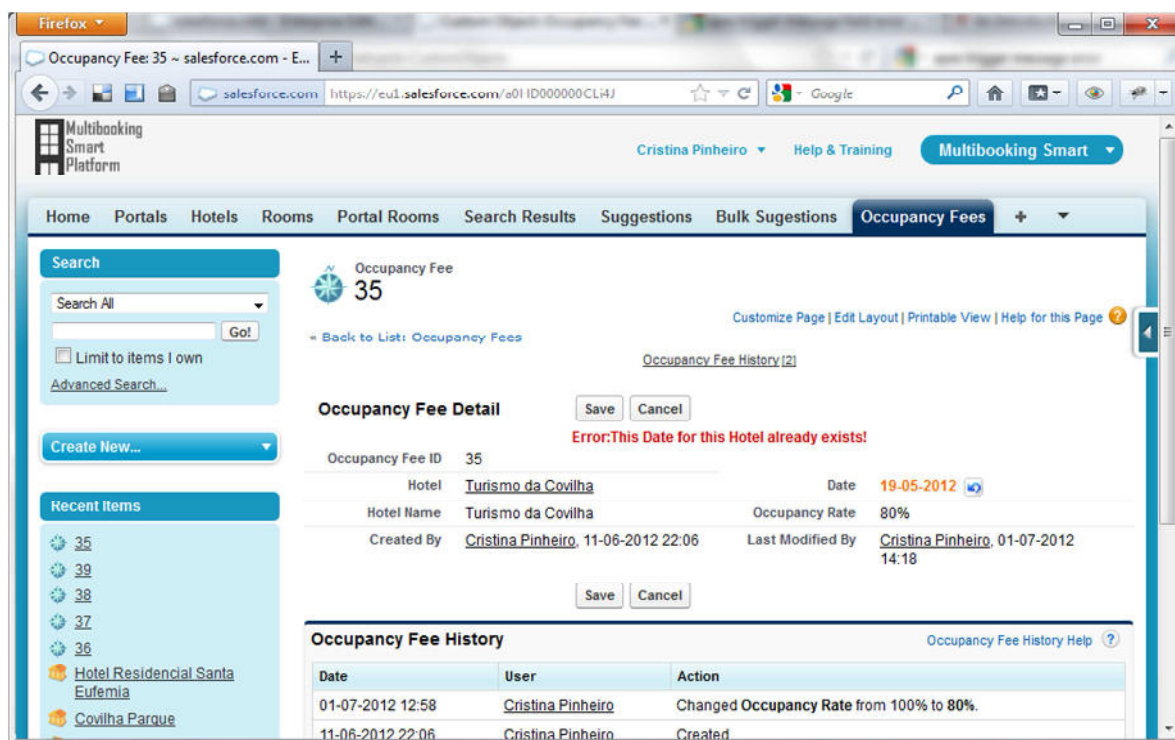 Firefox
Occupancy Fee: 35 ~ salesforce.com - E...
salesforce.com https://eu1.salesforce.com/a0HD000000CLi4J
Google
Multibooking
Smart
Platform
Cristina Pinheiro Help & Training Multibooking Smart
Home Portals Hotels Rooms Portal Rooms Search Results Suggestions Bulk Sugestions Occupancy Fees +
Search
Search All
Go!
Limit to items I own
Advanced Search...
Create New...
Recent Items
35
39
38
37
36
Hotel Residencial Santa
Eufemia
Covilha Parque
Occupancy Fee
35
Customize Page | Edit Layout | Printable View | Help for this Page
« Back to List: Occupancy Fees
Occupancy Fee History [2]
Occupancy Fee Detail Save Cancel
Error:This Date for this Hotel already exists!
Occupancy Fee ID 35
Hotel Turismo da Covilha Date 19-05-2012
Hotel Name Turismo da Covilha Occupancy Rate 80%
Created By Cristina Pinheiro, 11-06-2012 22:06 Last Modified By Cristina Pinheiro, 01-07-2012
14:18
Save Cancel
Occupancy Fee History Occupancy Fee History Help ?
Date User Action
01-07-2012 12:58 Cristina Pinheiro Changed Occupancy Rate from 100% to 80%.
11-06-2012 22:06 Cristina Pinheiro Created